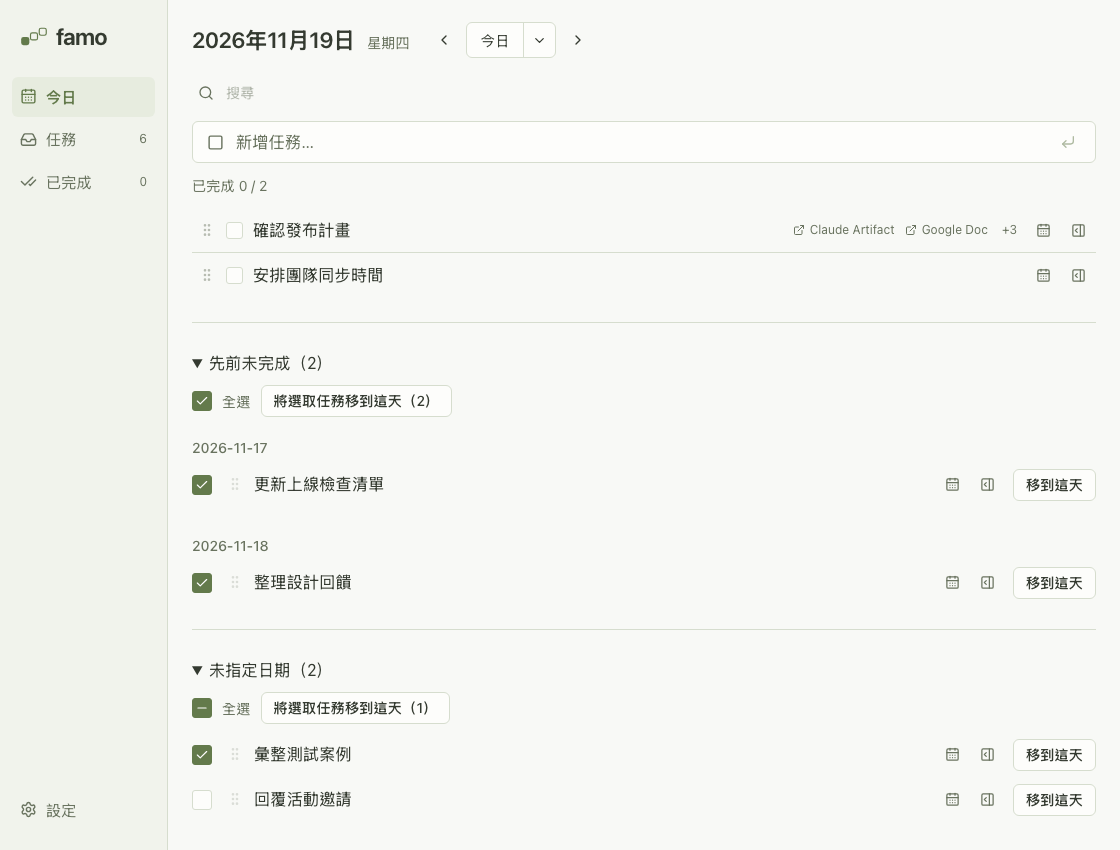 famo
今日
任務 6
已完成 0
設定
2026年11月19日 星期四 今日
搜尋
新增任務...
已完成 0 / 2
確認發布計畫 Claude Artifact Google Doc +3
安排團隊同步時間
先前未完成（2）
全選 將選取任務移到這天（2）
2026-11-17
更新上線檢查清單 移到這天
2026-11-18
整理設計回饋 移到這天
未指定日期（2）
全選 將選取任務移到這天（1）
彙整測試案例 移到這天
回覆活動邀請 移到這天